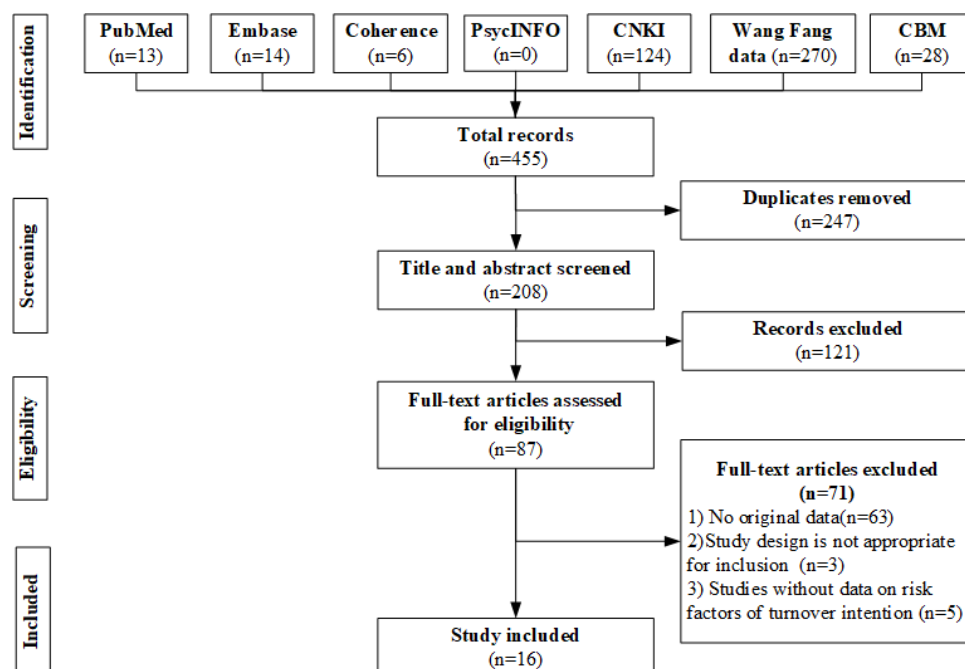 Identification
PubMed
(n=13)
Embase
(n=14)
Coherence
(n=6)
PsycINFO
(n=0)
CNKI
(n=124)
Wang Fang
data (n=270)
CBM
(n=28)
Total records
(n=455)
Duplicates removed
(n=247)
Screening
Title and abstract screened
(n=208)
Records excluded
(n=121)
Eligibility
Full-text articles assessed
for eligibility
(n=87)
Full-text articles excluded
(n=71)
1) No original data(n=63)
2)Study design is not appropriate
for inclusion (n=3)
3) Studies without data on risk
factors of turnover intention (n=5)
Included
Study included
(n=16)